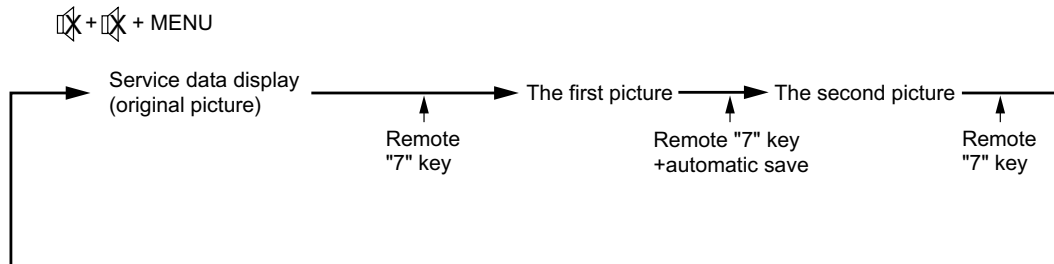 + + MENU
Service data display
(original picture)
The first picture
The second picture
Remote
"7" key
Remote "7" key
+automatic save
Remote
"7" key